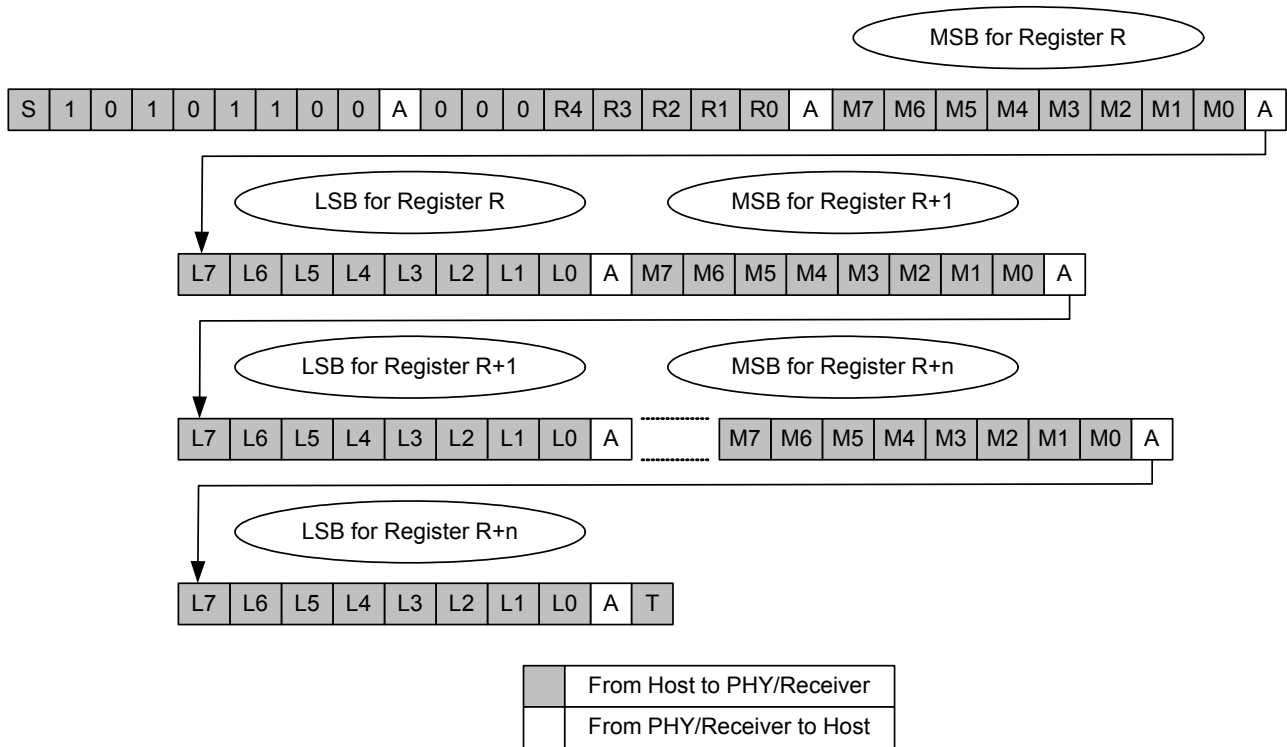 MSB for Register R
S 1 0 1 0 1 1 0 0 A 0 0 0 R4 R3 R2 R1 R0 A M7 M6 M5 M4 M3 M2 M1 M0 A
LSB for Register R MSB for Register R+1
L7 L6 L5 L4 L3 L2 L1 L0 A M7 M6 M5 M4 M3 M2 M1 M0 A
LSB for Register R+1 MSB for Register R+n
L7 L6 L5 L4 L3 L2 L1 L0 A M7 M6 M5 M4 M3 M2 M1 M0 A
LSB for Register R+n
L7 L6 L5 L4 L3 L2 L1 L0 A T
From Host to PHY/Receiver
From PHY/Receiver to Host